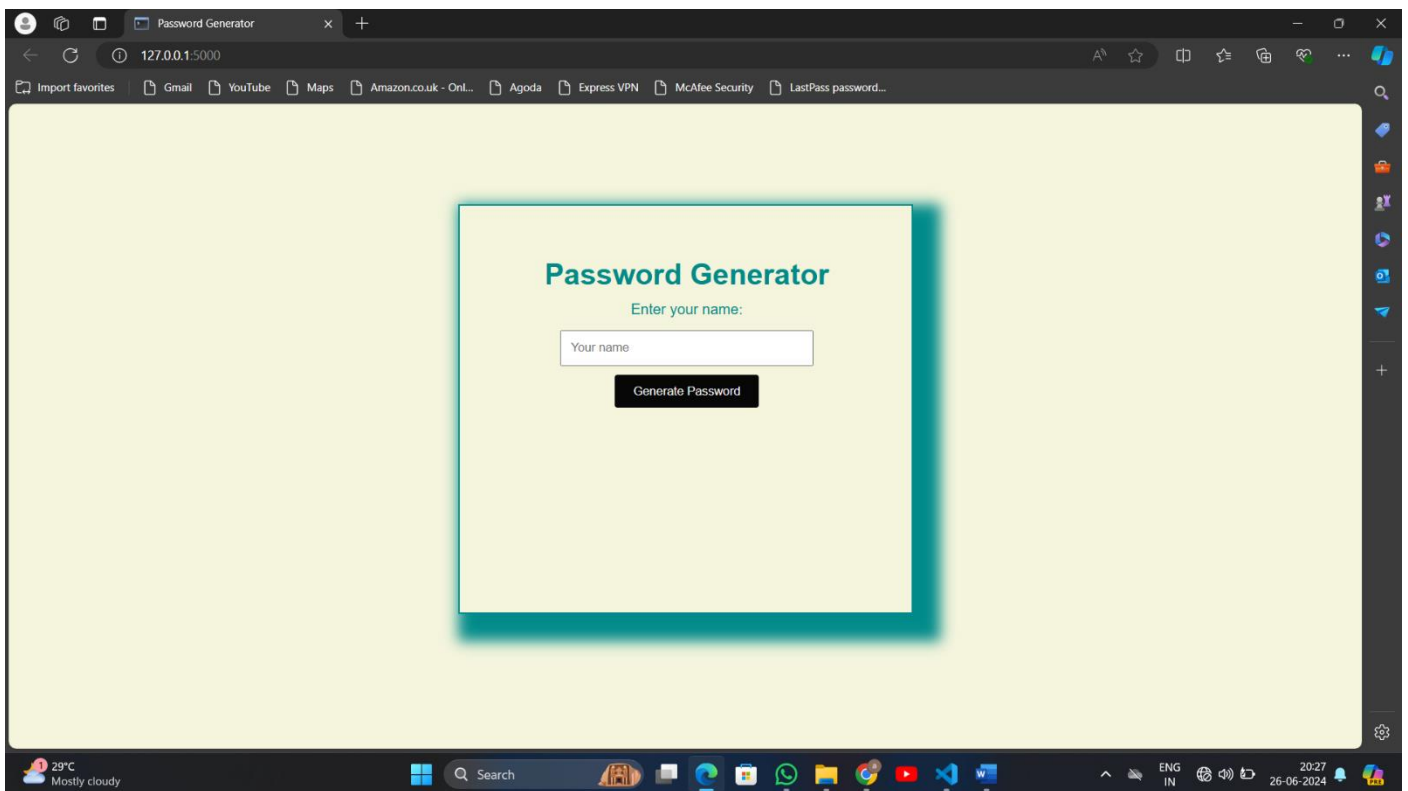 Password Generator
127.0.0.1:5000
Import favorites Gmail YouTube Maps Amazon.co.uk - Onl... Agoda Express VPN McAfee Security LastPass password...
Password Generator
Enter your name:
Your name
Generate Password
29°C
Mostly cloudy
Search
ENG
IN
20:27
26-06-2024